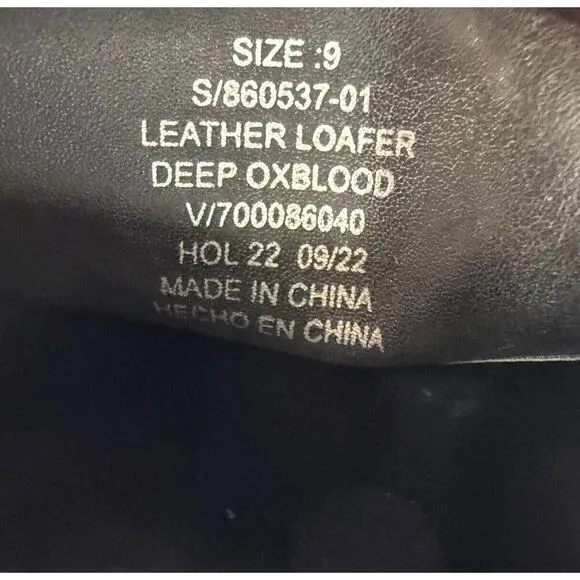 SIZE :9
S/860537-01
LEATHER LOAFER
DEEP OXBLOOD
V/700086040
HOL 22 09/22
MADE IN CHINA
HECHO EN CHINA